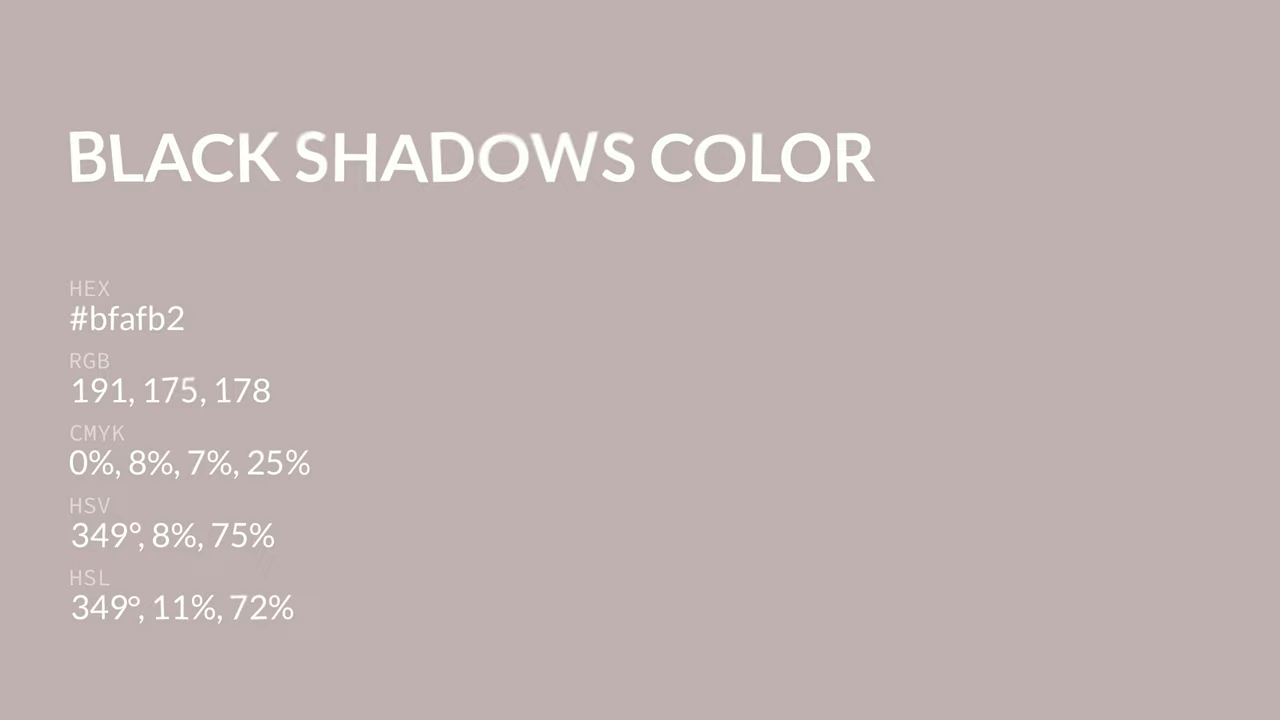 BLACK SHADOWS COLOR
HEX
#bfafb2
RGB
191, 175, 178
CMYK
0%, 8%, 7%, 25%
HSV
349°, 8%, 75%
HSL
349°, 11%, 72%